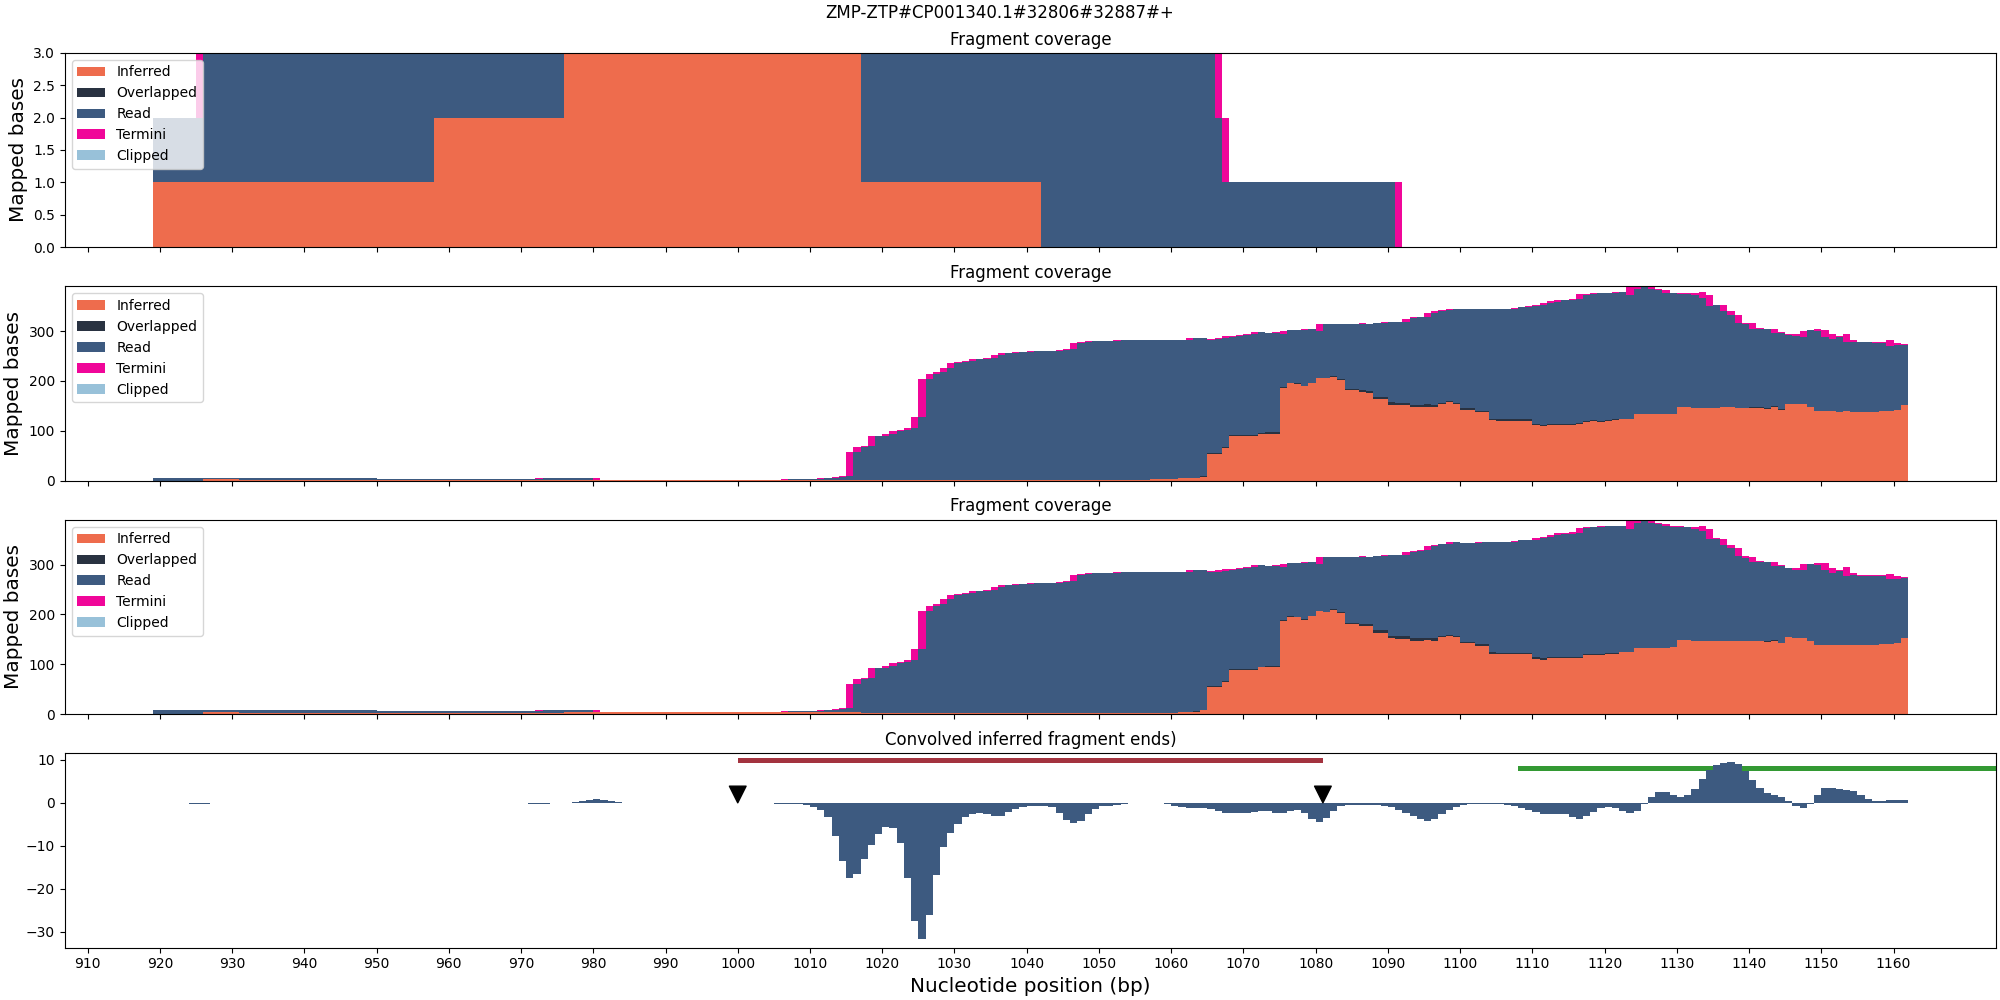 ZMP-ZTP#CP001340.1#32806#32887#+
Fragment coverage
Mapped bases
3.0
2.5
2.0
1.5
1.0
0.5
0.0
Inferred
Overlapped
Read
Termini
Clipped
Fragment coverage
Mapped bases
300
200
100
0
Inferred
Overlapped
Read
Termini
Clipped
Fragment coverage
Mapped bases
300
200
100
0
Inferred
Overlapped
Read
Termini
Clipped
Convolved inferred fragment ends)
10
0
−10
−20
−30
910 920 930 940 950 960 970 980 990 1000 1010 1020 1030 1040 1050 1060 1070 1080 1090 1100 1110 1120 1130 1140 1150 1160
Nucleotide position (bp)